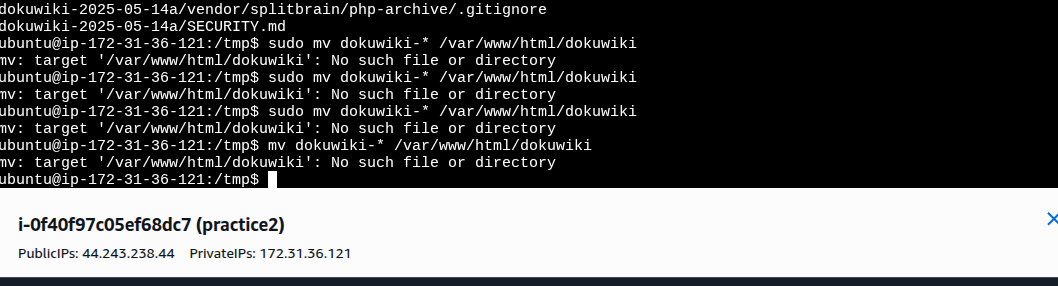 dokuwiki-2025-05-14a/vendor/splitbrain/php-archive/.gitignore
dokuwiki-2025-05-14a/SECURITY.md
ubuntu@ip-172-31-36-121:/tmp$ sudo mv dokuwiki-* /var/www/html/dokuwiki
mv: target '/var/www/html/dokuwiki': No such file or directory
ubuntu@ip-172-31-36-121:/tmp$ sudo mv dokuwiki-* /var/www/html/dokuwiki
mv: target '/var/www/html/dokuwiki': No such file or directory
ubuntu@ip-172-31-36-121:/tmp$ sudo mv dokuwiki-* /var/www/html/dokuwiki
mv: target '/var/www/html/dokuwiki': No such file or directory
ubuntu@ip-172-31-36-121:/tmp$ mv dokuwiki-* /var/www/html/dokuwiki
mv: target '/var/www/html/dokuwiki': No such file or directory
ubuntu@ip-172-31-36-121:/tmp$
i-0f40f97c05ef68dc7 (practice2)
PublicIPs: 44.243.238.44 PrivateIPs: 172.31.36.121